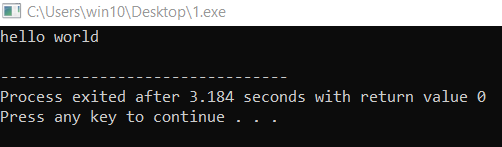 C:\Users\win10\Desktop\1.exe
hello world
--------------------------------
Process exited after 3.184 seconds with return value 0
Press any key to continue . . .